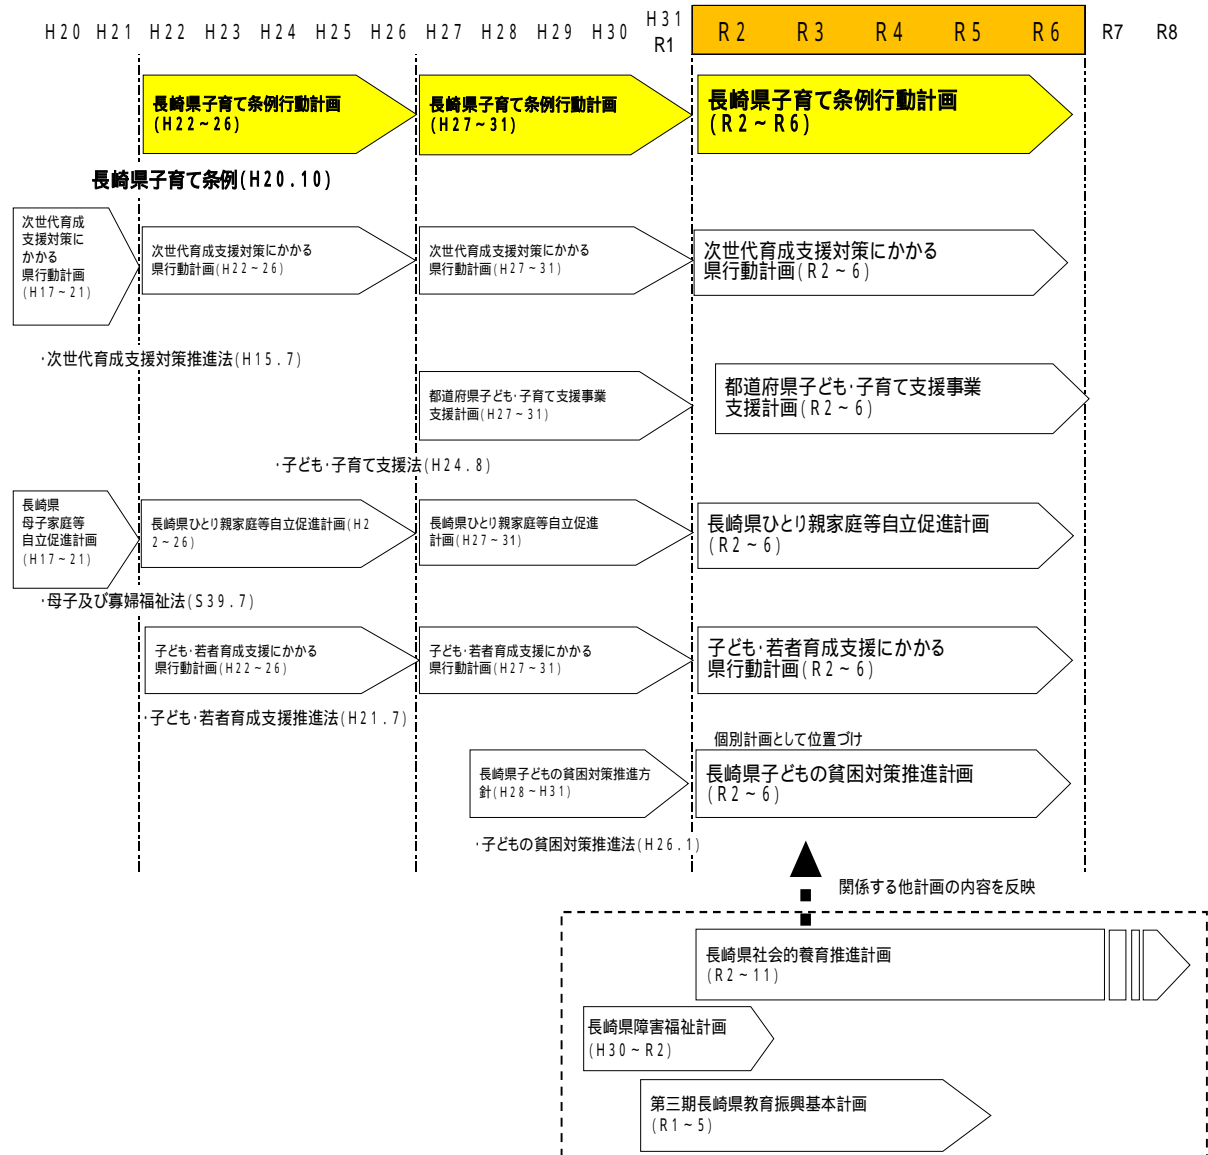 H20 H21 H22 H23 H24 H25 H26 H27 H28 H29 H30 H31 R2 R3 R4 R5 R6 R7 R8
R1
長崎県子育て条例行動計画
(H22~26)
長崎県子育て条例行動計画
(H27~31)
長崎県子育て条例行動計画
(R2~R6)
長崎県子育て条例(H20.10)
次世代育成
支援対策に
かかる
県行動計画
(H17~21)
次世代育成支援対策にかかる
県行動計画(H22~26)
次世代育成支援対策にかかる
県行動計画(H27~31)
次世代育成支援対策にかかる
県行動計画(R2~6)
・次世代育成支援対策推進法(H15.7)
都道府県子ども・子育て支援事業
支援計画(H27~31)
都道府県子ども・子育て支援事業
支援計画(R2~6)
・子ども・子育て支援法(H24.8)
長崎県
母子家庭等
自立促進計画
(H17~21)
長崎県ひとり親家庭等自立促進計画(H2
2~26)
長崎県ひとり親家庭等自立促進
計画(H27~31)
長崎県ひとり親家庭等自立促進計画
(R2~6)
・母子及び寡婦福祉法(S39.7)
子ども・若者育成支援にかかる
県行動計画(H22~26)
子ども・若者育成支援にかかる
県行動計画(H27~31)
子ども・若者育成支援にかかる
県行動計画(R2~6)
・子ども・若者育成支援推進法(H21.7)
個別計画として位置づけ
長崎県子どもの貧困対策推進方
針(H28~H31)
長崎県子どもの貧困対策推進計画
(R2~6)
・子どもの貧困対策推進法(H26.1)
関係する他計画の内容を反映
長崎県社会的養育推進計画
(R2~11)
長崎県障害福祉計画
(H30~R2)
第三期長崎県教育振興基本計画
(R1~5)